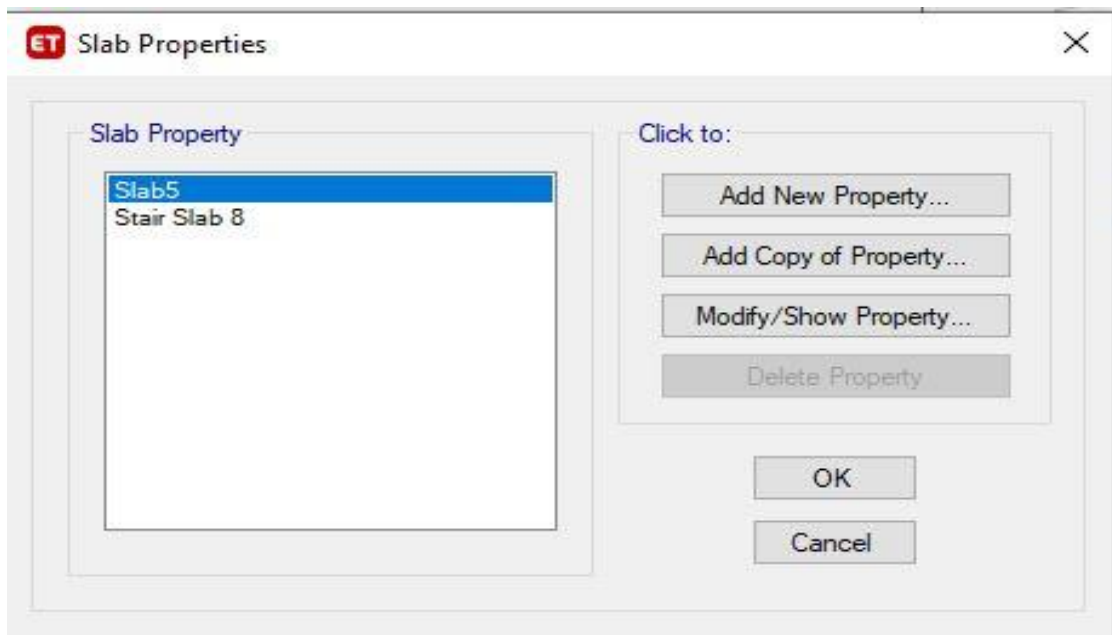 ET Slab Properties
Slab Property
Slab5
Stair Slab 8
Click to:
Add New Property...
Add Copy of Property...
Modify/Show Property...
Delete Property
OK
Cancel